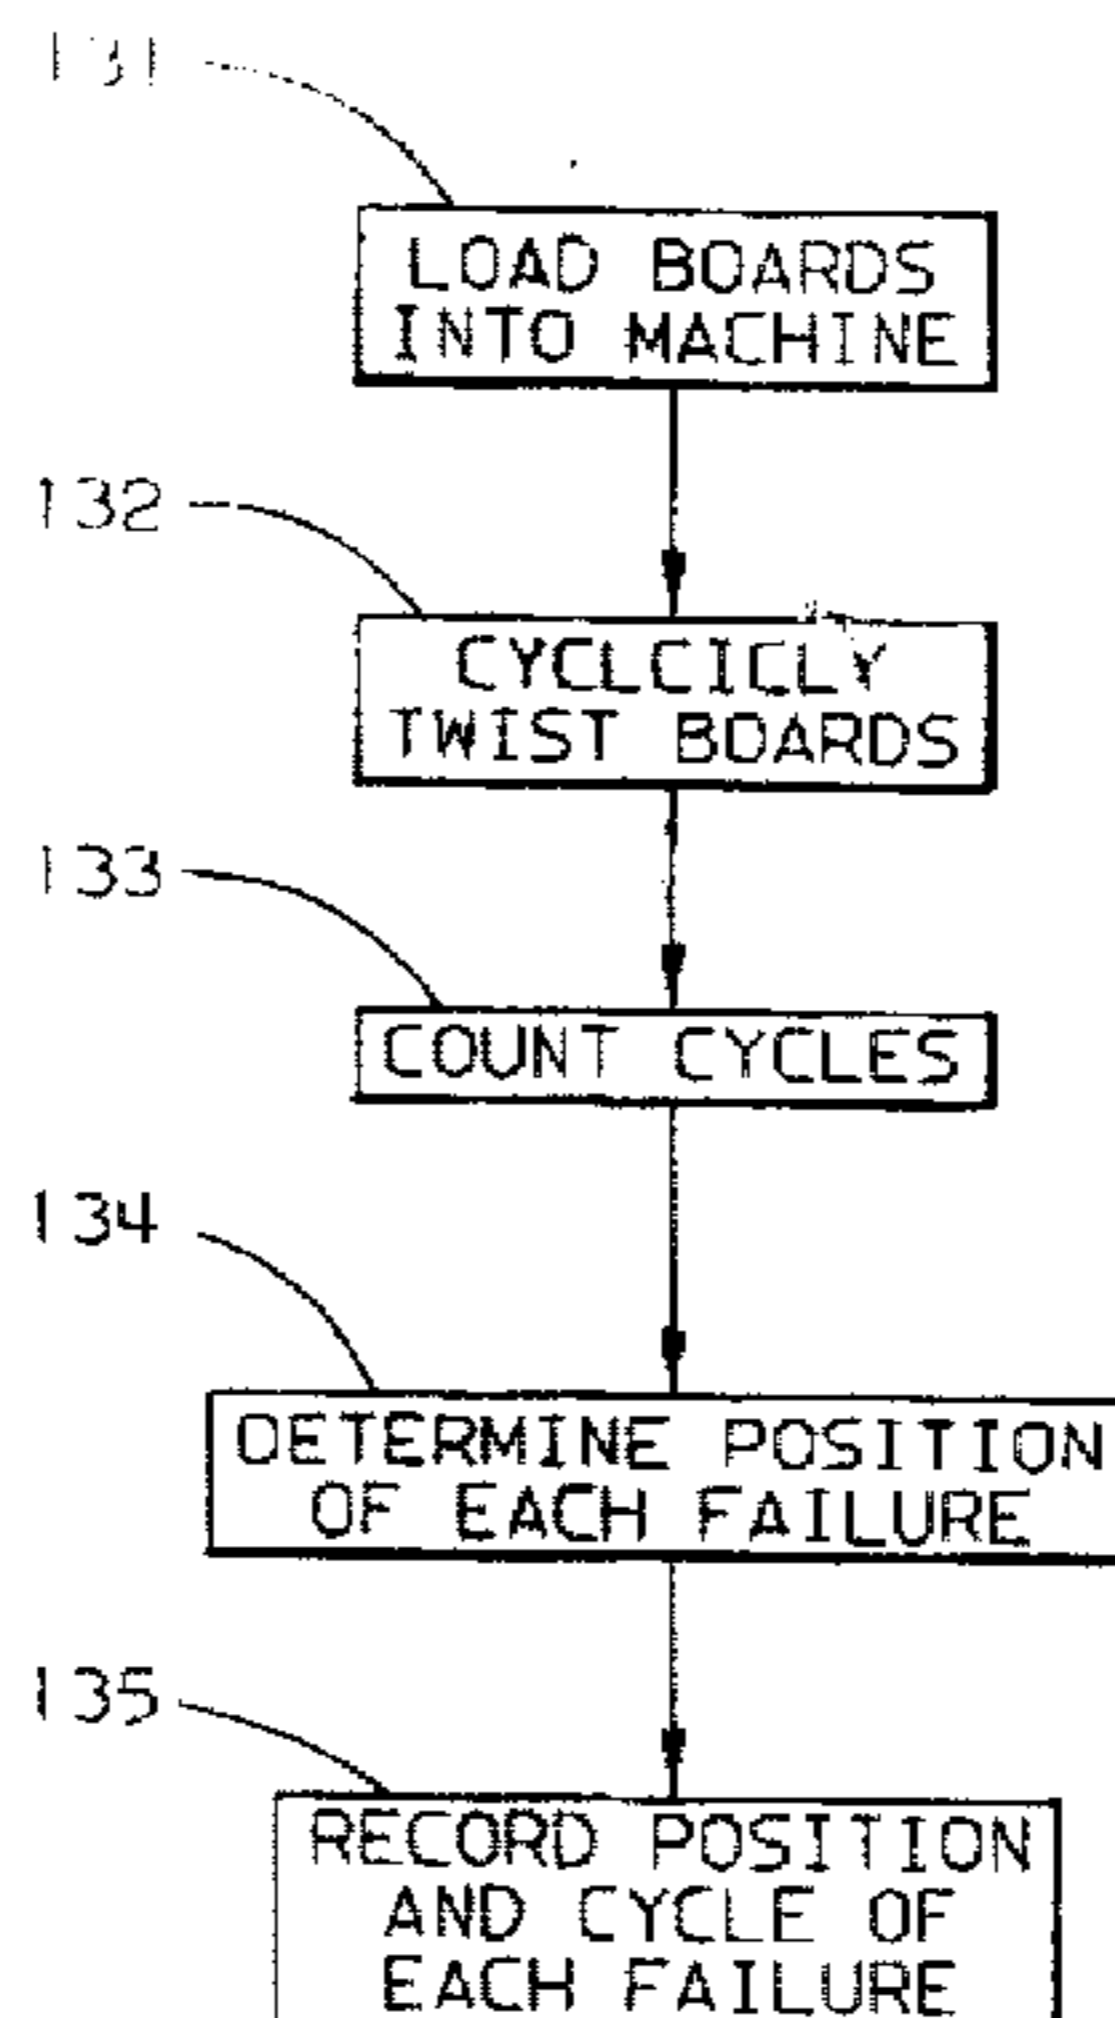 131
LOAD BOARDS
INTO MACHINE
132
CYCLCICLY
TWIST BOARDS
133
COUNT CYCLES
134
DETERMINE POSITION
OF EACH FAILURE
135
RECORD POSITION
AND CYCLE OF
EACH FAILURE